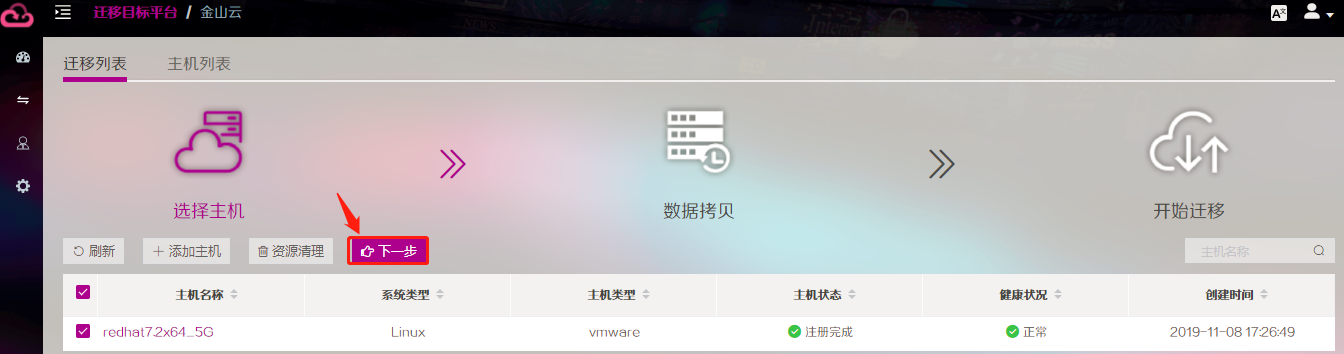 迁移目标平台 / 金山云
迁移列表 主机列表
选择主机 数据拷贝 开始迁移
刷新 添加主机 资源清理 下一步 主机名称
主机名称 系统类型 主机类型 主机状态 健康状况 创建时间
redhat7.2x64_5G Linux vmware 注册完成 正常 2019-11-08 17:26:49